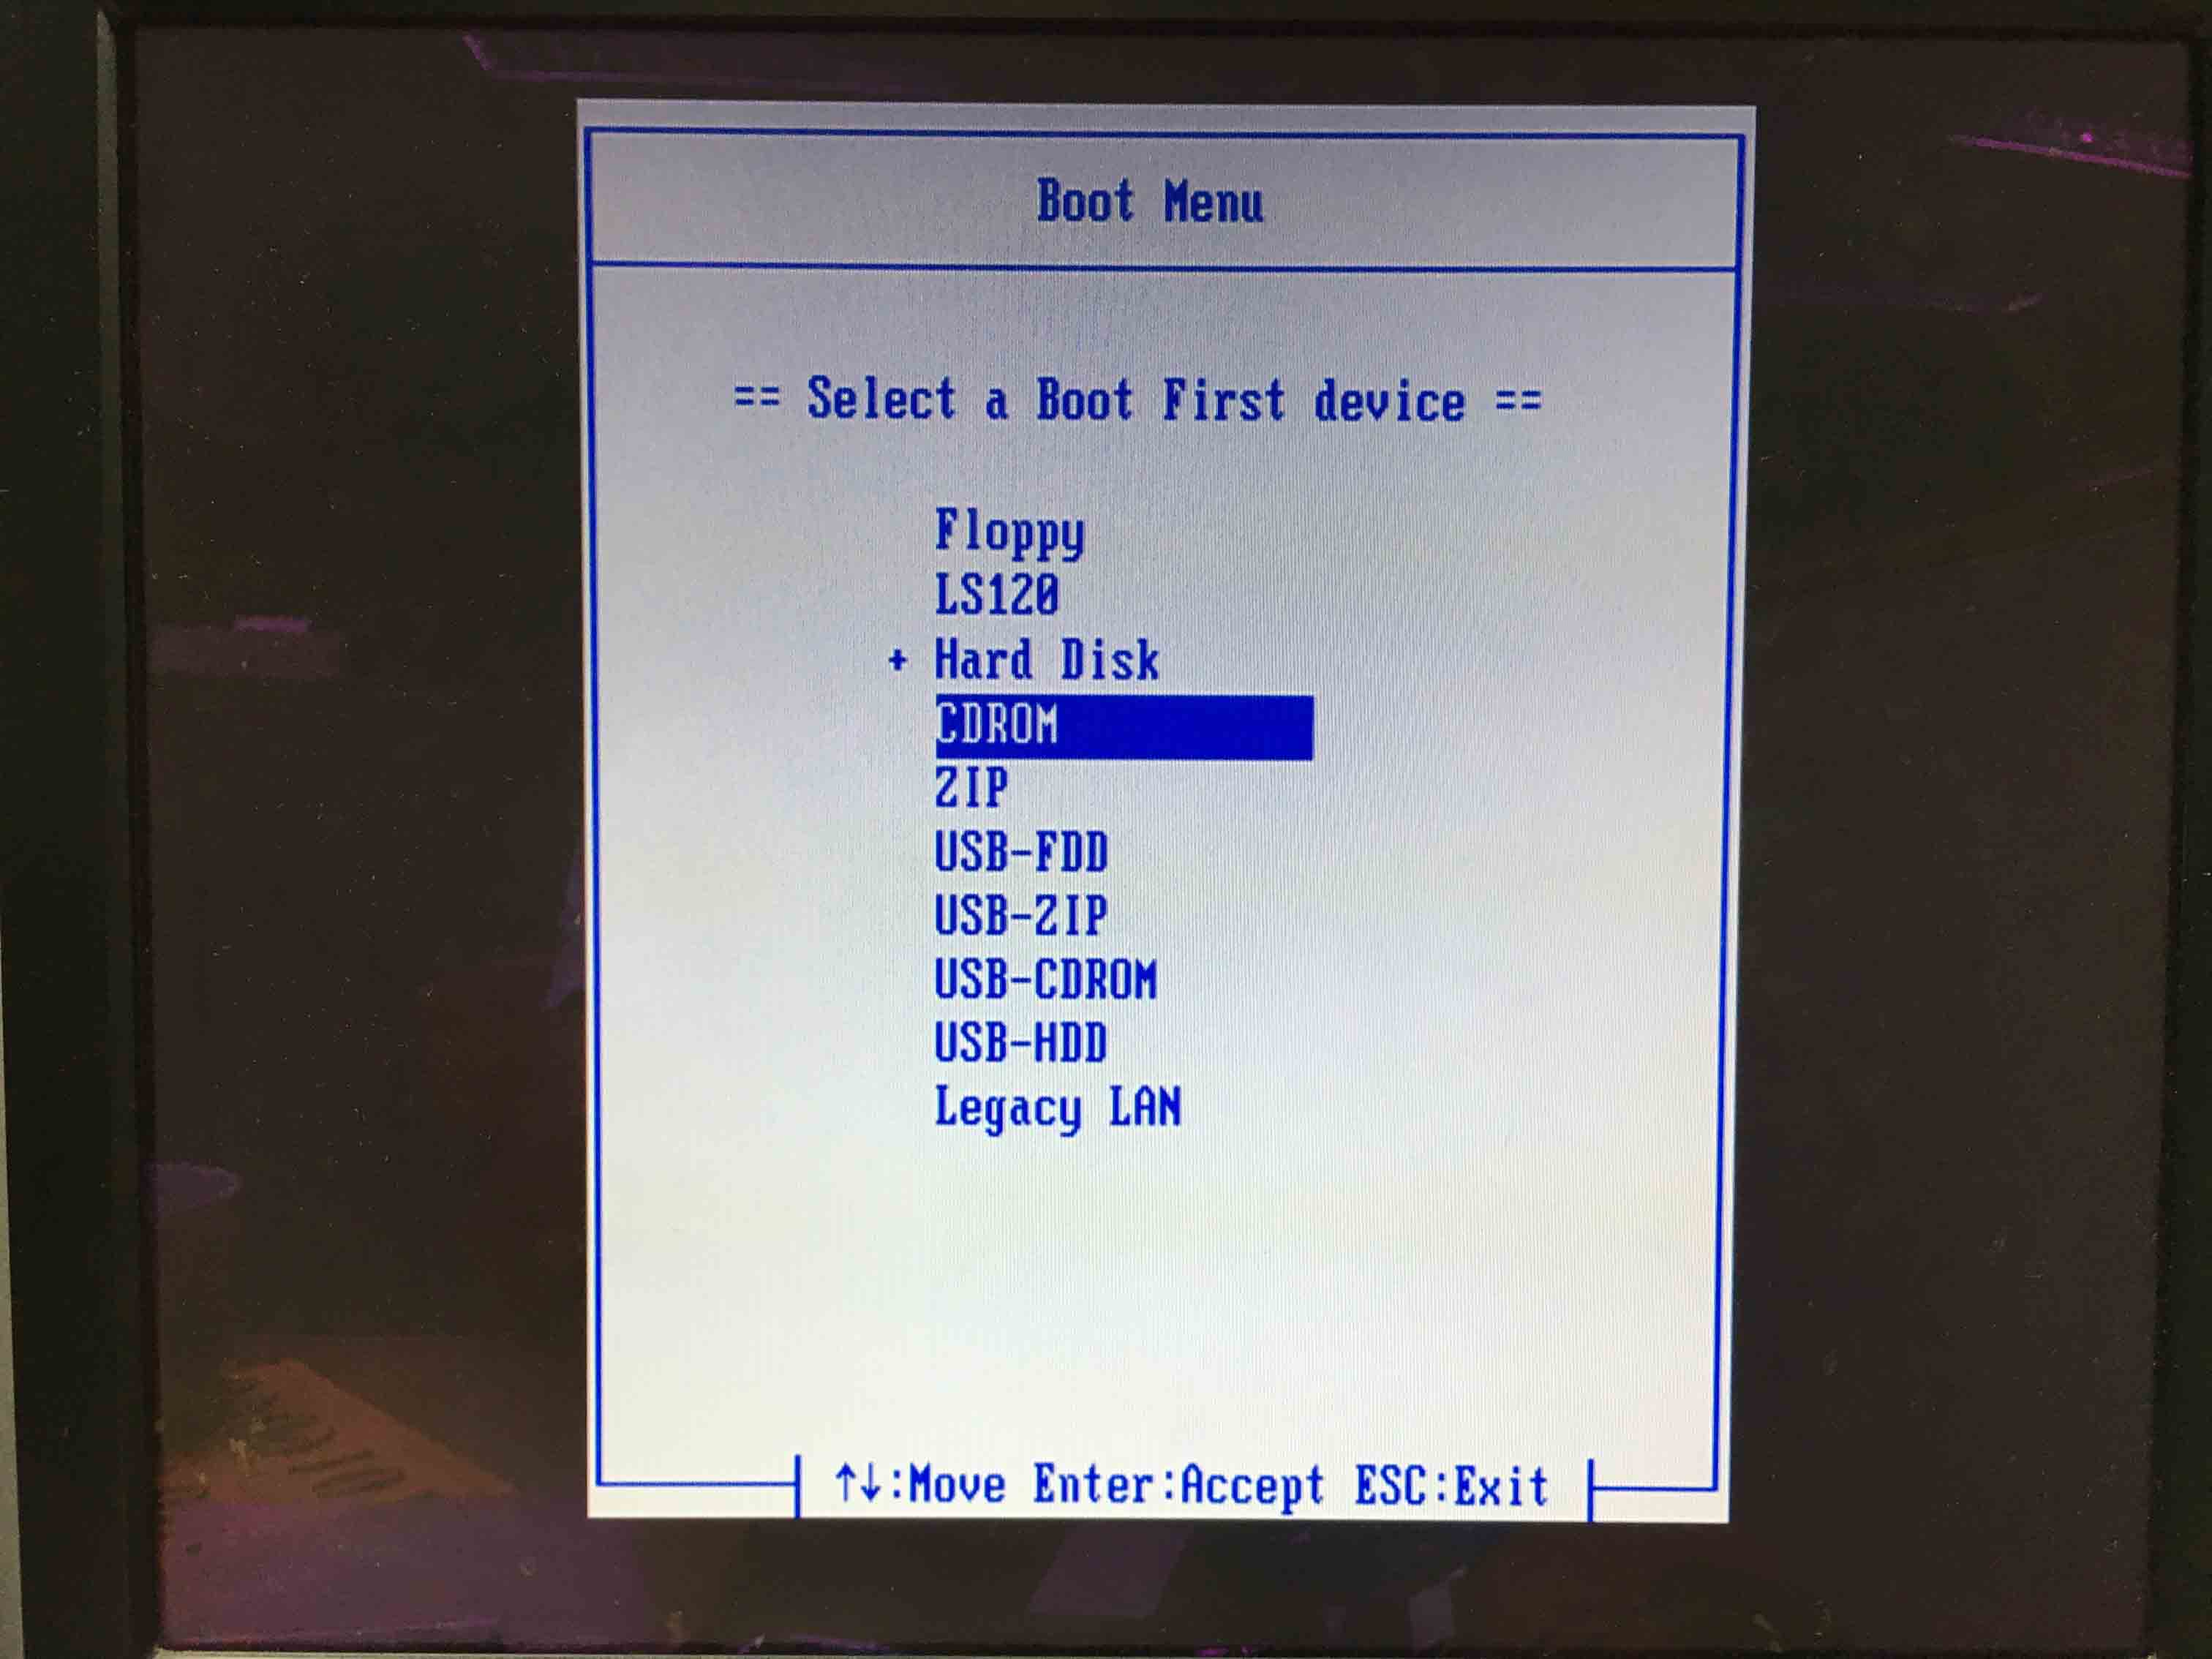 Boot Menu
== Select a Boot First device ==
Floppy
LS120
+ Hard Disk
CDROM
ZIP
USB-FDD
USB-ZIP
USB-CDROM
USB-HDD
Legacy LAN
↑↓:Move Enter:Accept ESC:Exit